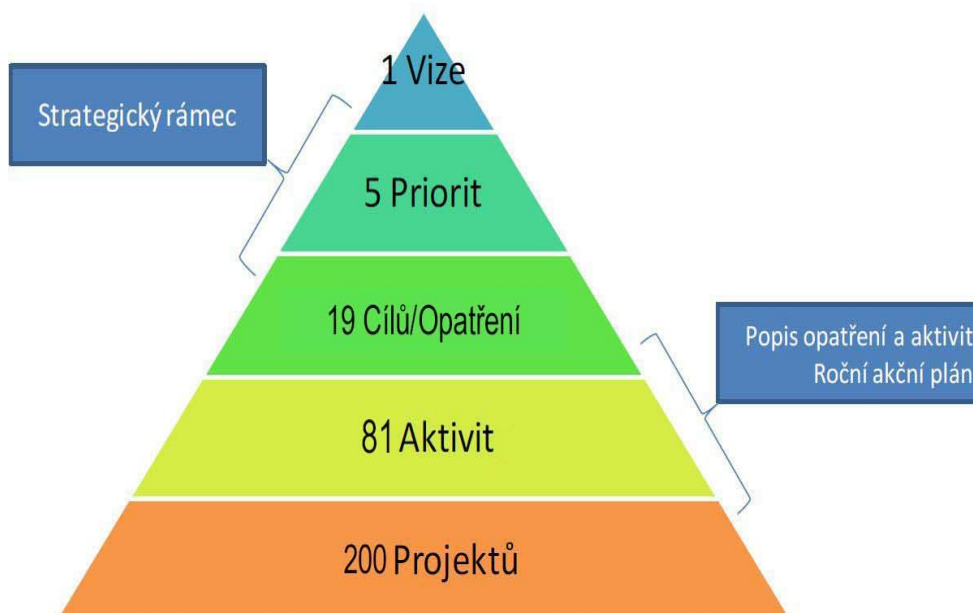 1 Vize
Strategický rámec
5 Priorit
19 Cílů/Opatření
Popis opatření a aktivit
Roční akční plán
81 Aktivit
200 Projektů